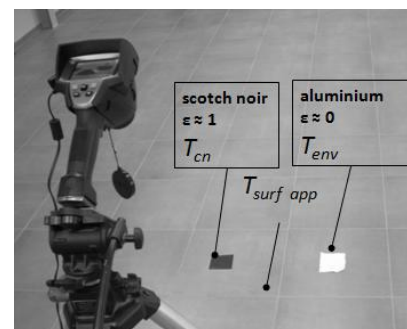 scotch noir
ε ≈ 1
T_cn
aluminium
ε ≈ 0
T_env
T_surf app